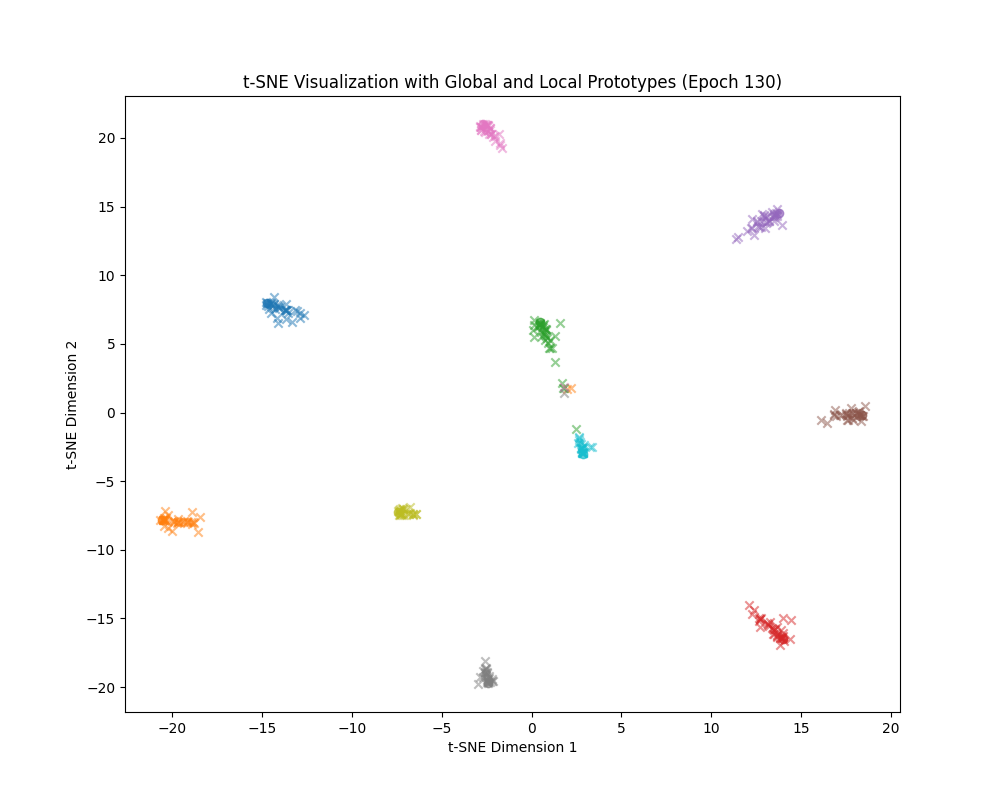 t-SNE Visualization with Global and Local Prototypes (Epoch 130)
20
15
10
5
0
−5
−10
−15
−20
t-SNE Dimension 2
−20 −15 −10 −5 0 5 10 15 20
t-SNE Dimension 1